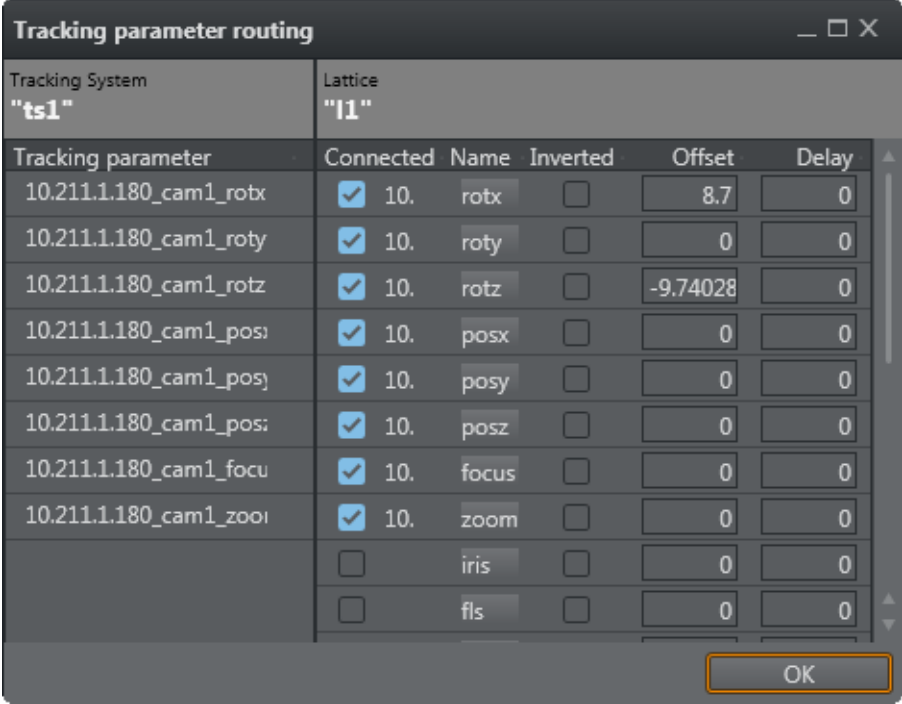 Tracking parameter routing
Tracking System
"ts1"
Lattice
"l1"
Tracking parameter Connected Name Inverted Offset Delay
10.211.1.180_cam1_rotx 10. rotx 8.7 0
10.211.1.180_cam1_roty 10. roty 0 0
10.211.1.180_cam1_rotz 10. rotz -9.74028 0
10.211.1.180_cam1_pos 10. posx 0 0
10.211.1.180_cam1_posy 10. posy 0 0
10.211.1.180_cam1_pos 10. posz 0 0
10.211.1.180_cam1_focu 10. focus 0 0
10.211.1.180_cam1_zoo 10. zoom 0 0
iris 0 0
fls 0 0
OK